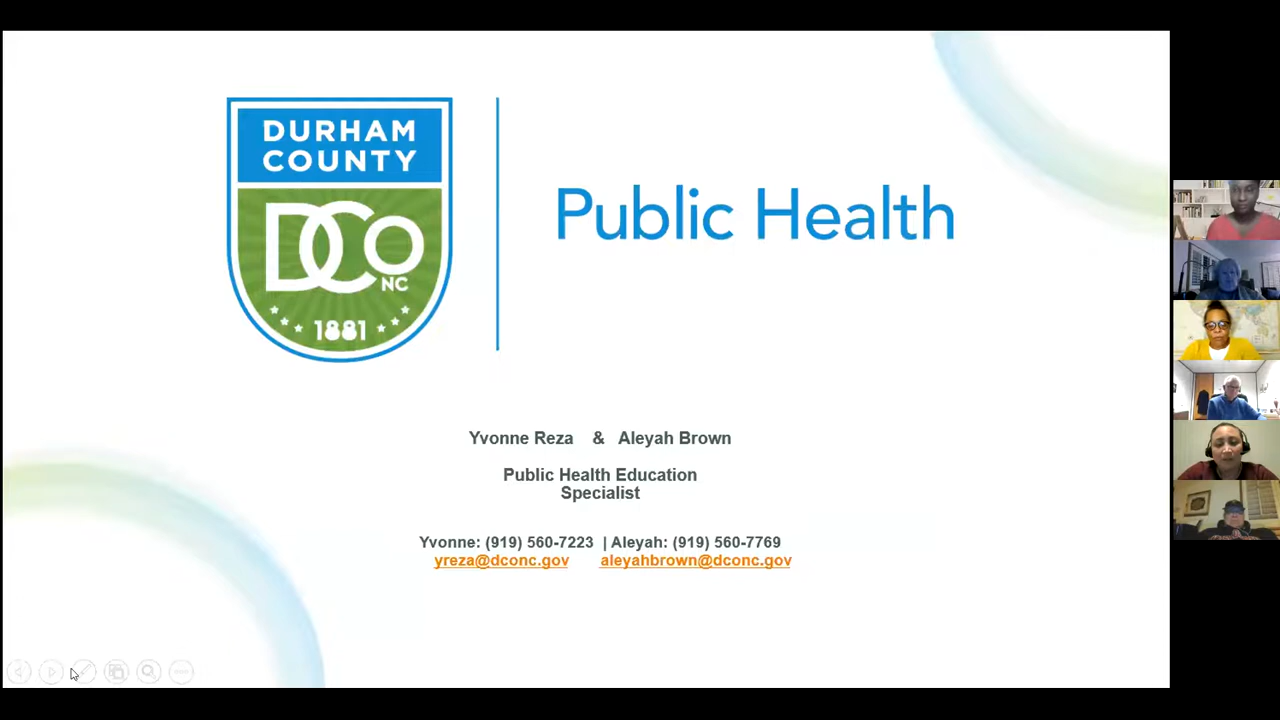 DURHAM
COUNTY
DCO
NC
1881
Public Health
Yvonne Reza & Aleyah Brown
Public Health Education
Specialist
Yvonne: (919) 560-7223 | Aleyah: (919) 560-7769
yreza@dconc.gov aleyahbrown@dconc.gov